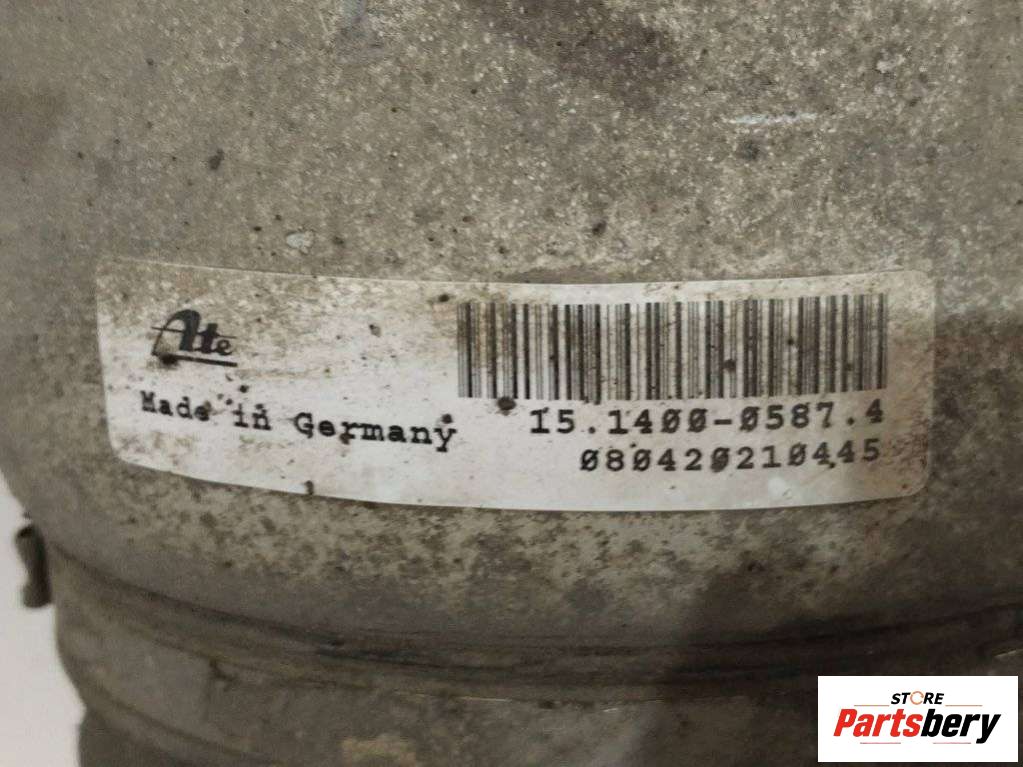 Ate
Made in Germany
15.1400-0587.4
080420210445
STORE
Partsbery